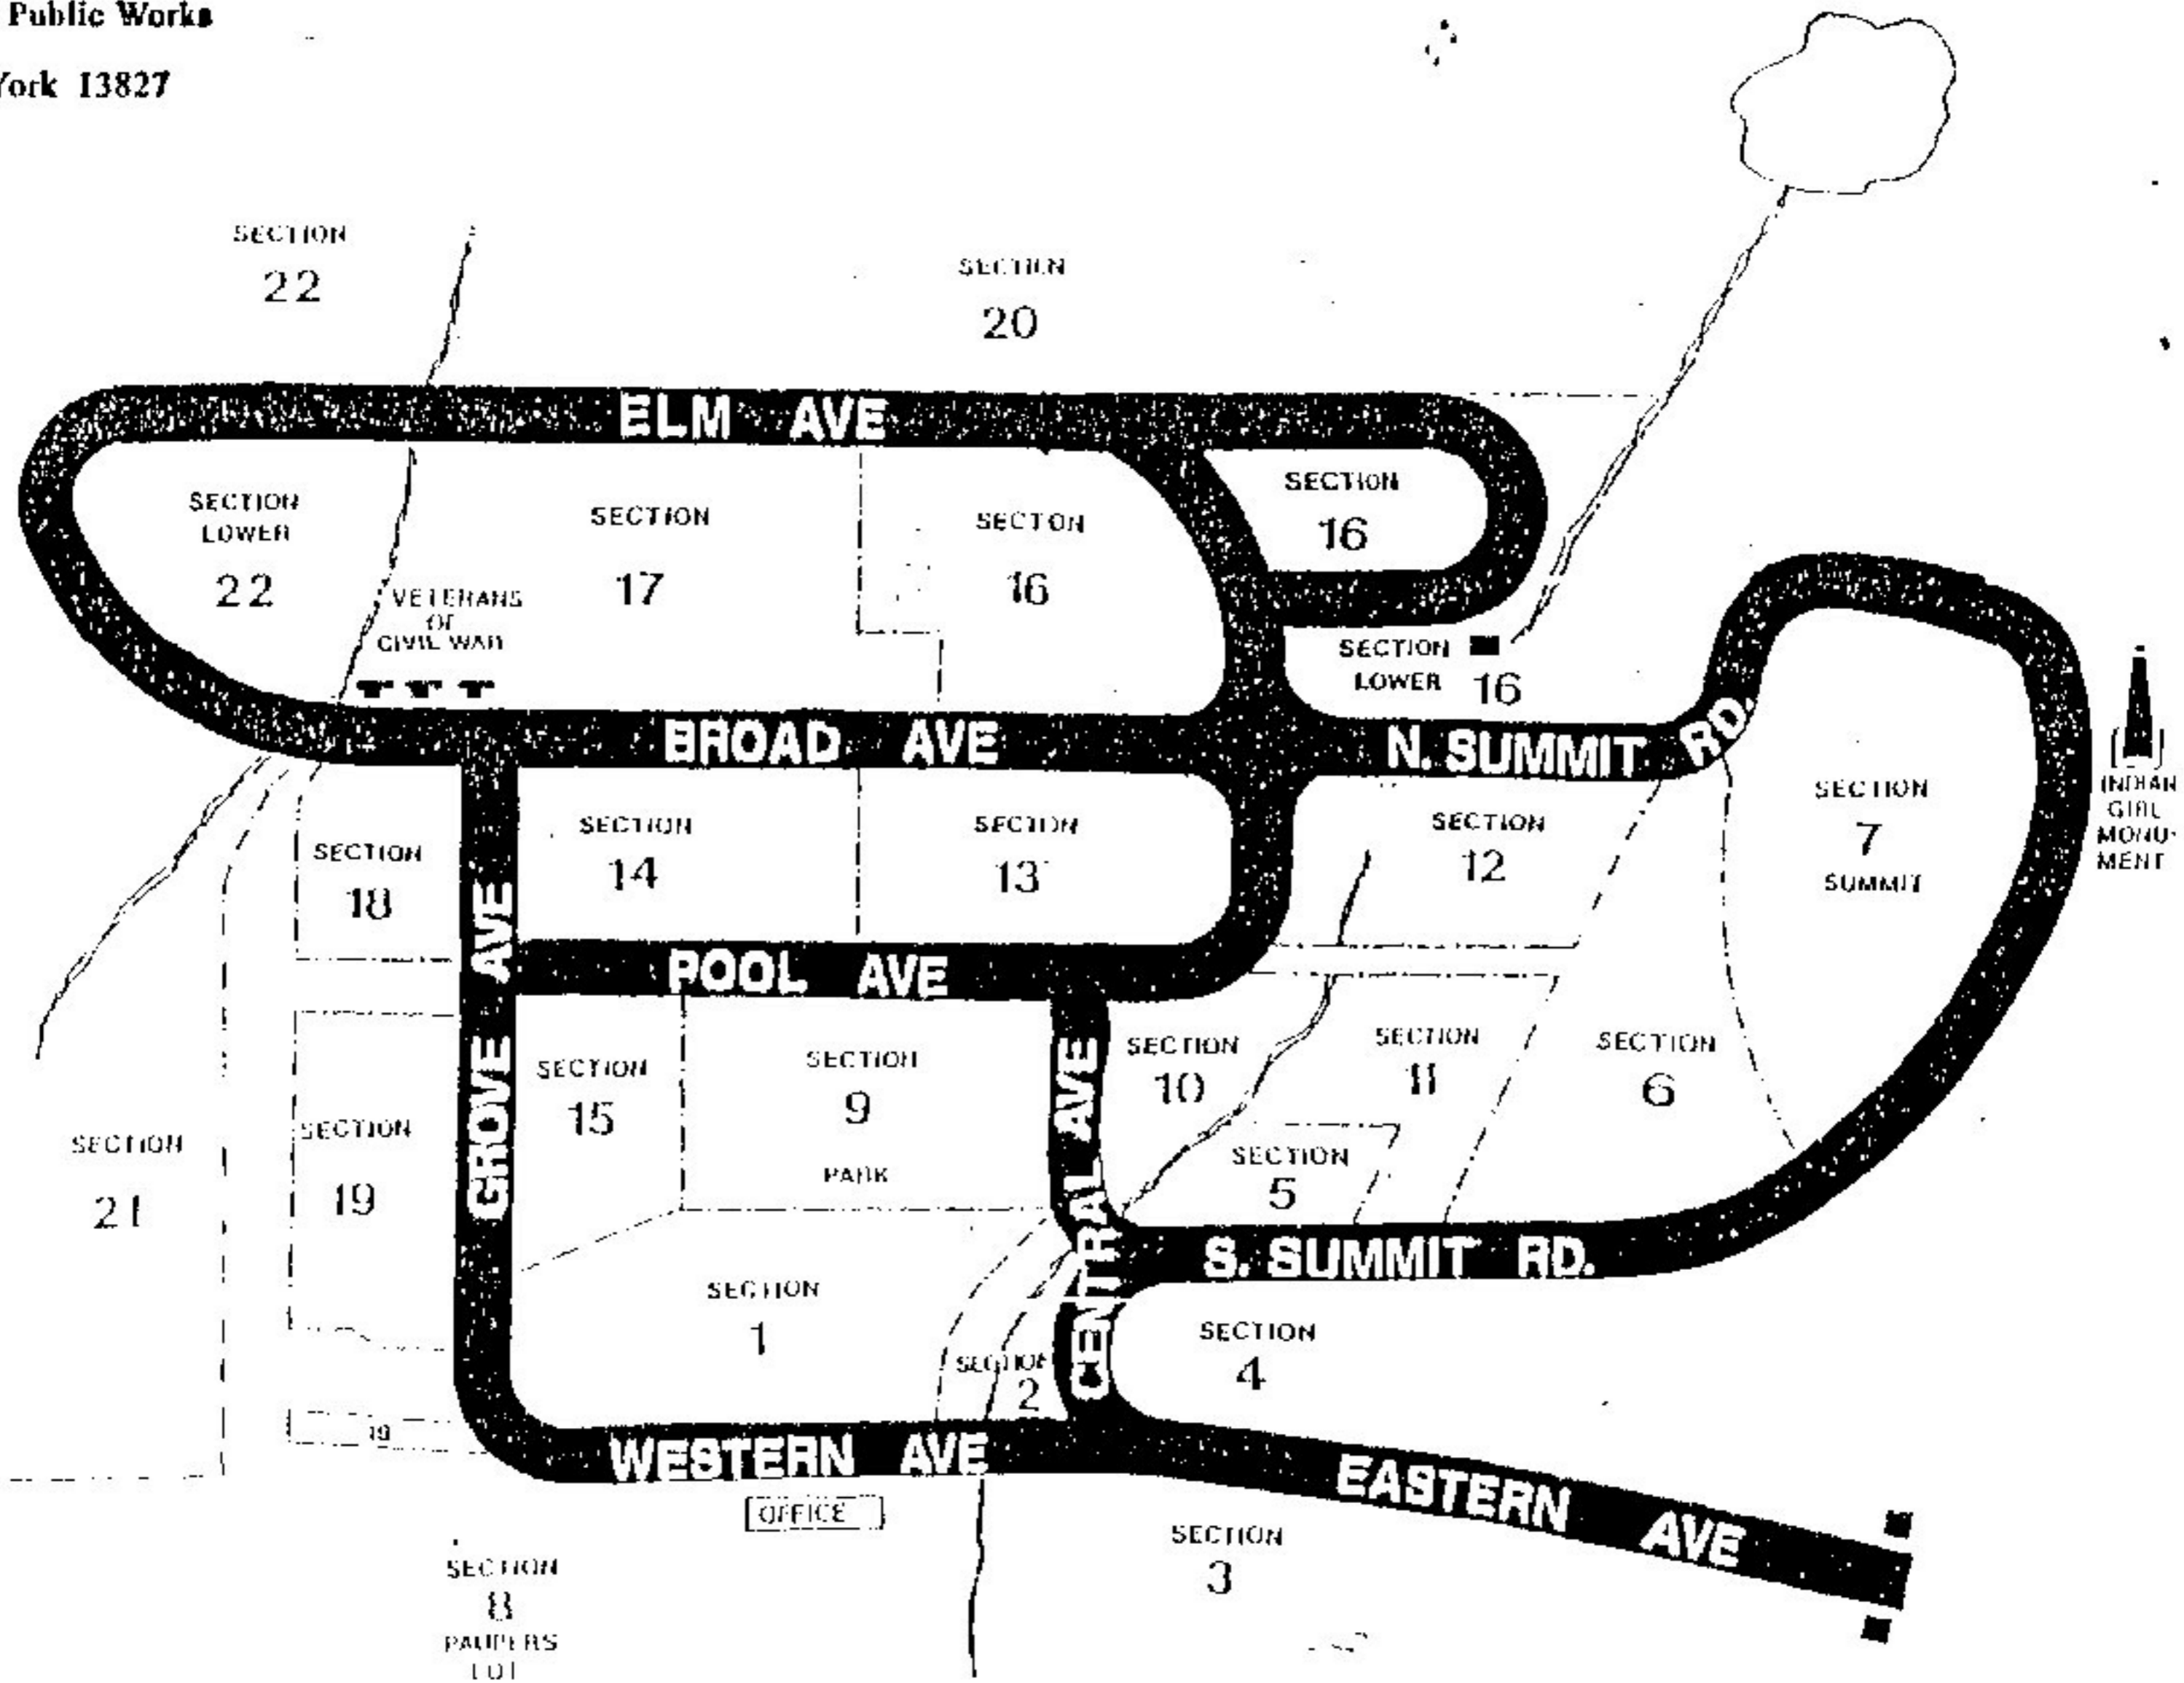 Public Works
York 13827
SECTION
22
SECTION
20
ELM AVE
SECTION
LOWER
22
SECTION
17
SECTON
16
SECTION
16
VETERANS
OF
CIVIL WAR
SECTION
LOWER 16
BROAD AVE
N. SUMMIT RD.
SECTION
7
SUMMIT
INDIAN
GIRL
MONU-
MENT
SECTION
18
SECTION
14
SECTION
13
SECTION
12
GROVE AVE
POOL AVE
SECTION
21
SECTION
19
SECTION
15
SECTION
9
PARK
CENTRAL AVE
SECTION
10
SECTION
11
SECTION
6
SECTION
5
S. SUMMIT RD.
SECTION
1
SECTION
2
SECTION
4
19
WESTERN AVE
EASTERN AVE
OFFICE
SECTION
3
SECTION
8
PAUPERS
LOT